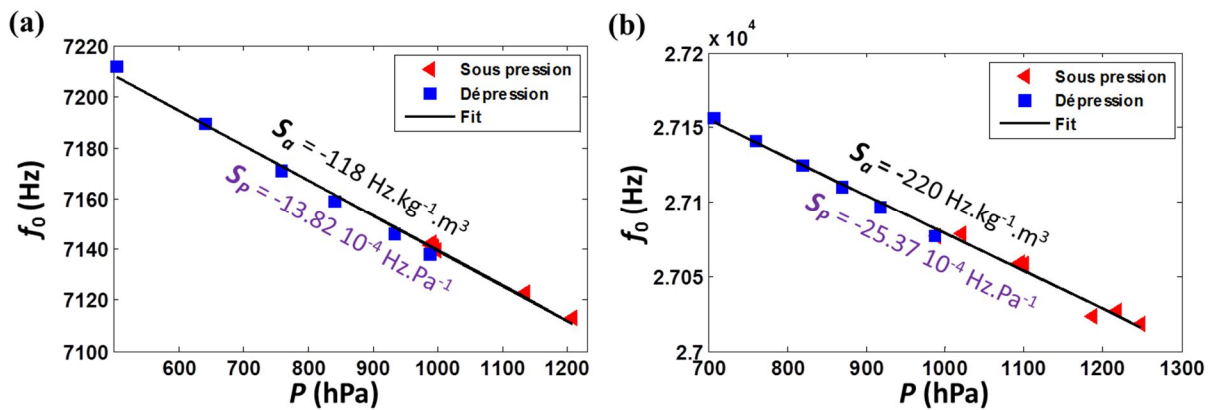 (a)
7220
7200
7180
7160
7140
7120
7100
f₀ (Hz)
600 700 800 900 1000 1100 1200
P (hPa)
Sous pression
Dépression
Fit
Sₐ = -118 Hz.kg⁻¹.m³
Sₚ = -13.82 10⁻⁴ Hz.Pa⁻¹
(b)
x 10⁴
2.72
2.715
2.71
2.705
2.7
f₀ (Hz)
700 800 900 1000 1100 1200 1300
P (hPa)
Sous pression
Dépression
Fit
Sₐ = -220 Hz.kg⁻¹.m³
Sₚ = -25.37 10⁻⁴ Hz.Pa⁻¹